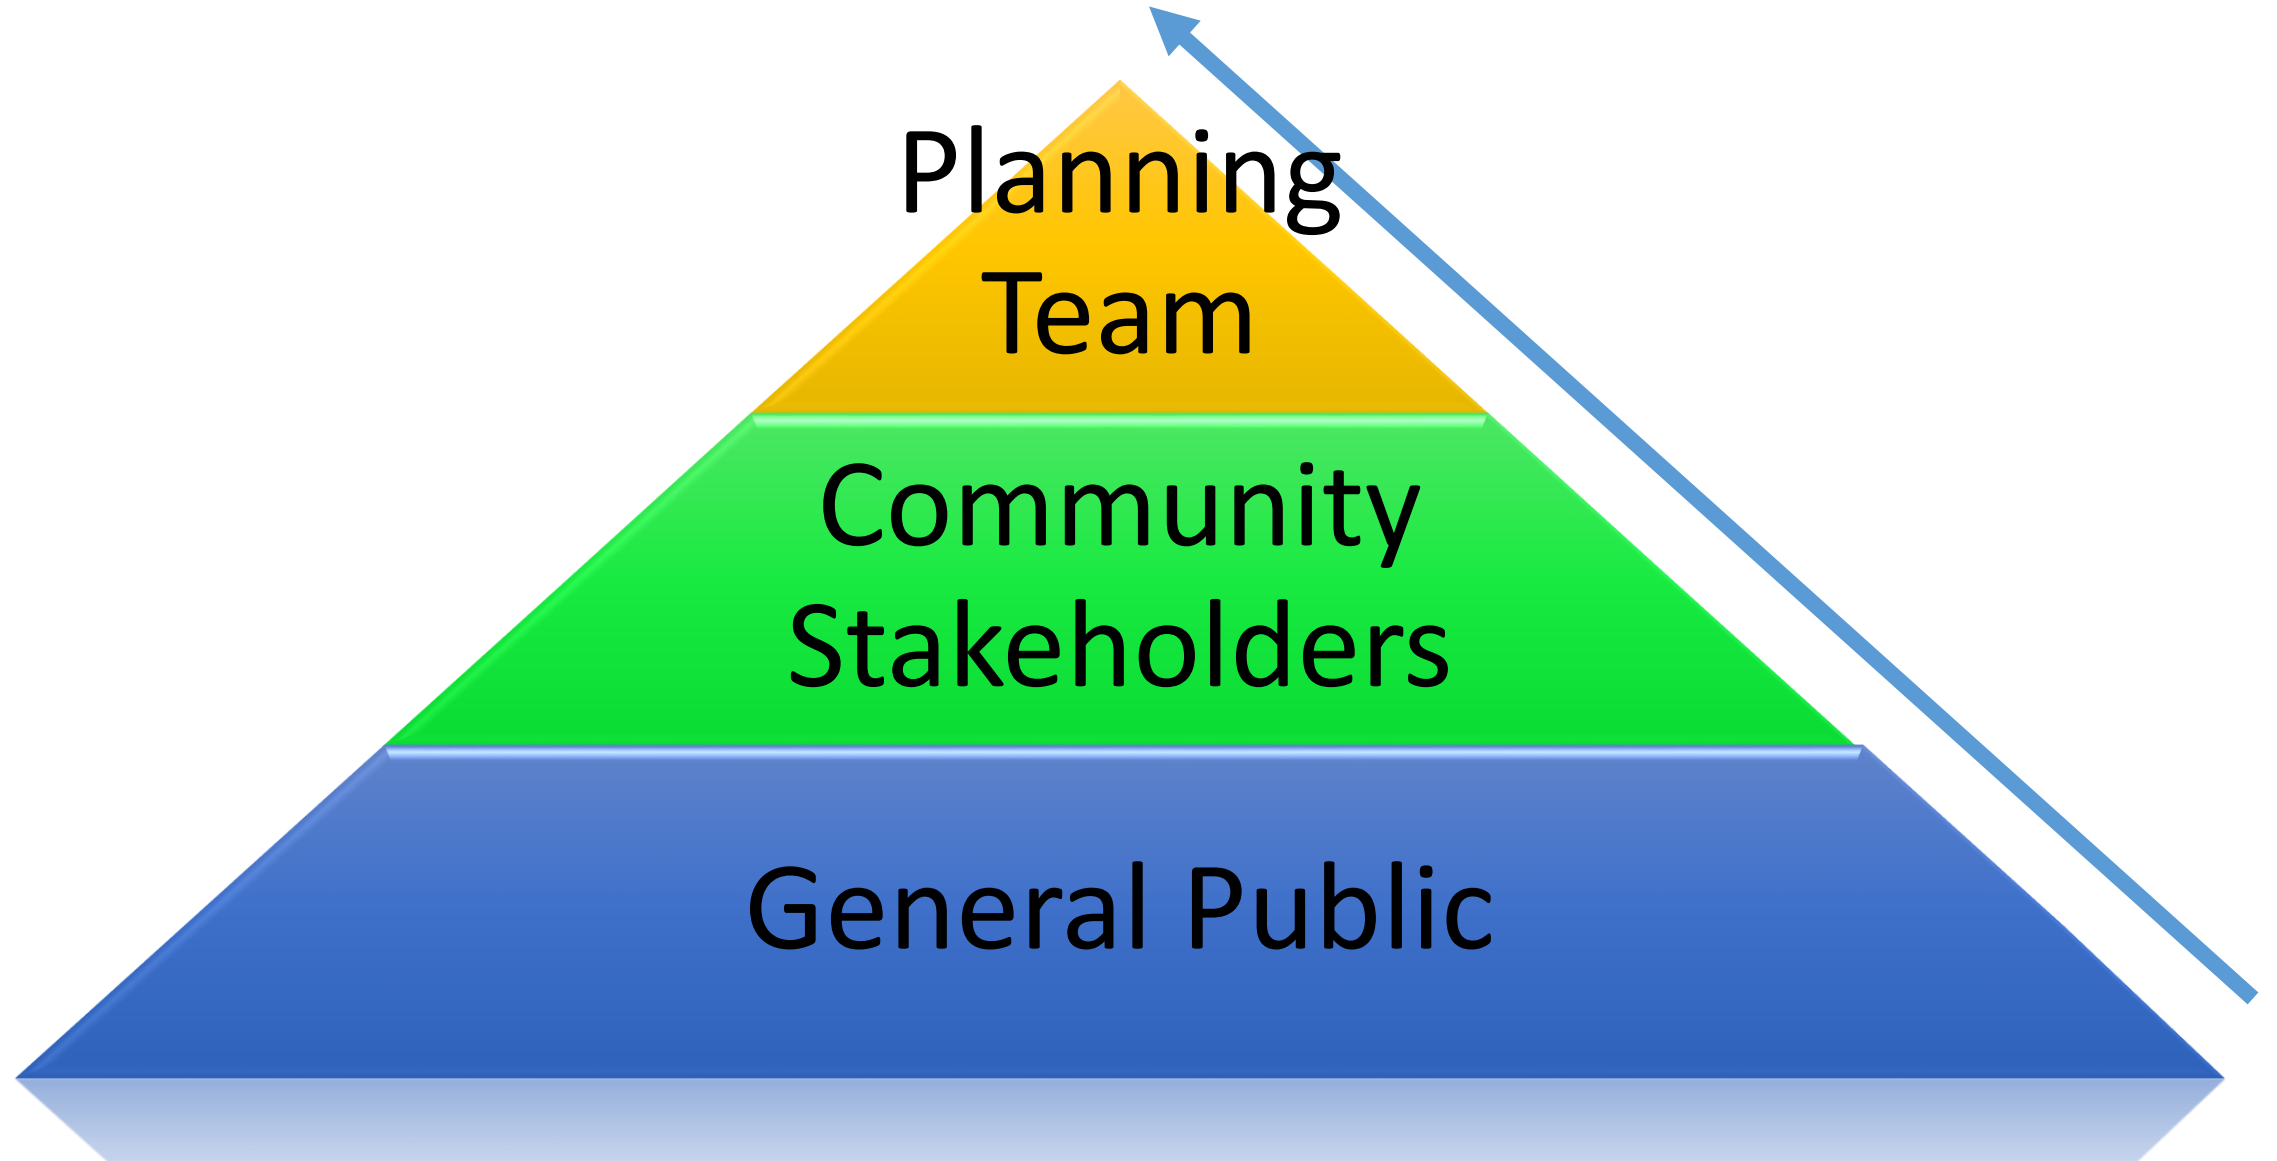 Planning
Team
Community
Stakeholders
General Public